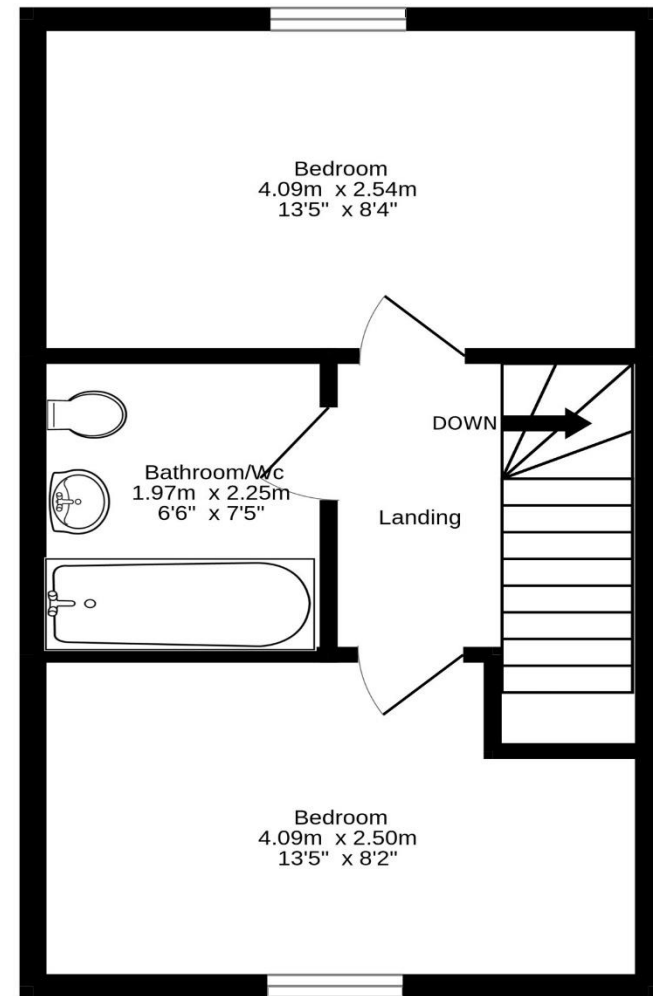 Bedroom
4.09m x 2.54m
13'5" x 8'4"
DOWN
Bathroom/Wc
1.97m x 2.25m
6'6" x 7'5"
Landing
Bedroom
4.09m x 2.50m
13'5" x 8'2"